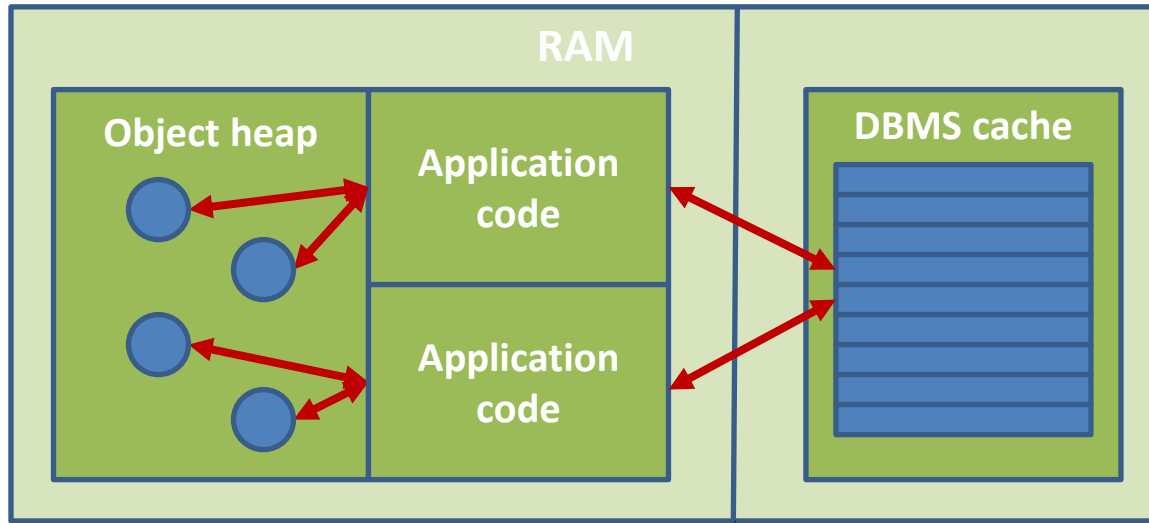 RAM
Object heap
Application
code
DBMS cache
Application
code